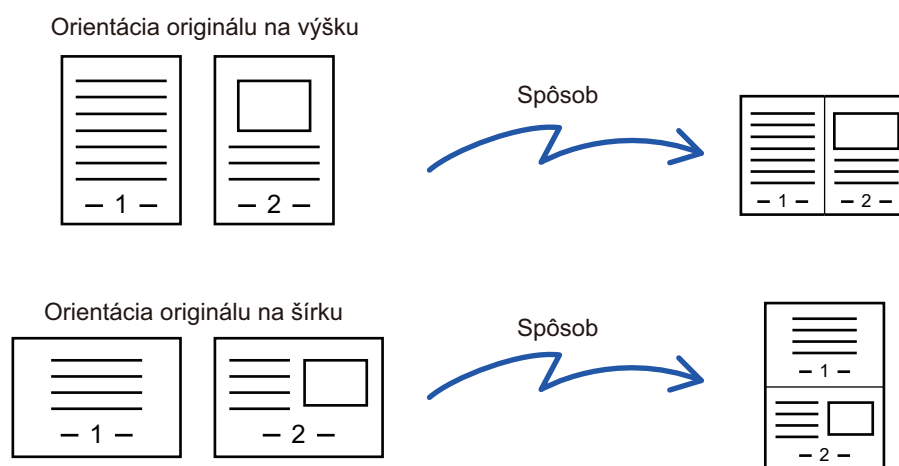 Orientácia originálu na výšku
Spôsob
– 1 –
– 2 –
– 1 –
– 2 –
Orientácia originálu na šírku
Spôsob
– 1 –
– 2 –
– 1 –
– 2 –